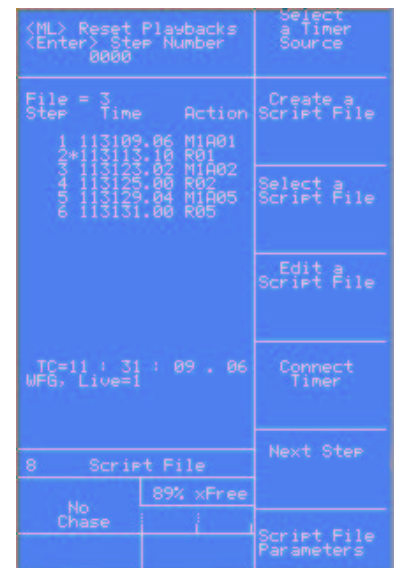 <ML> Reset Playbacks
<Enter> Step Number
0000
File = 3
Step Time Action
1 113109.06 M1A01
2*113113.10 R01
3 113123.02 M1A02
4 113125.00 R02
5 113129.04 M1A05
6 113131.00 R05
TC=11 : 31 : 09 . 06
WFG, Live=1
8 Script File
No
Chase
89% xFree
Select
a Timer
Source
Create a
Script File
Select a
Script File
Edit a
Script File
Connect
Timer
Next Step
Script File
Parameters